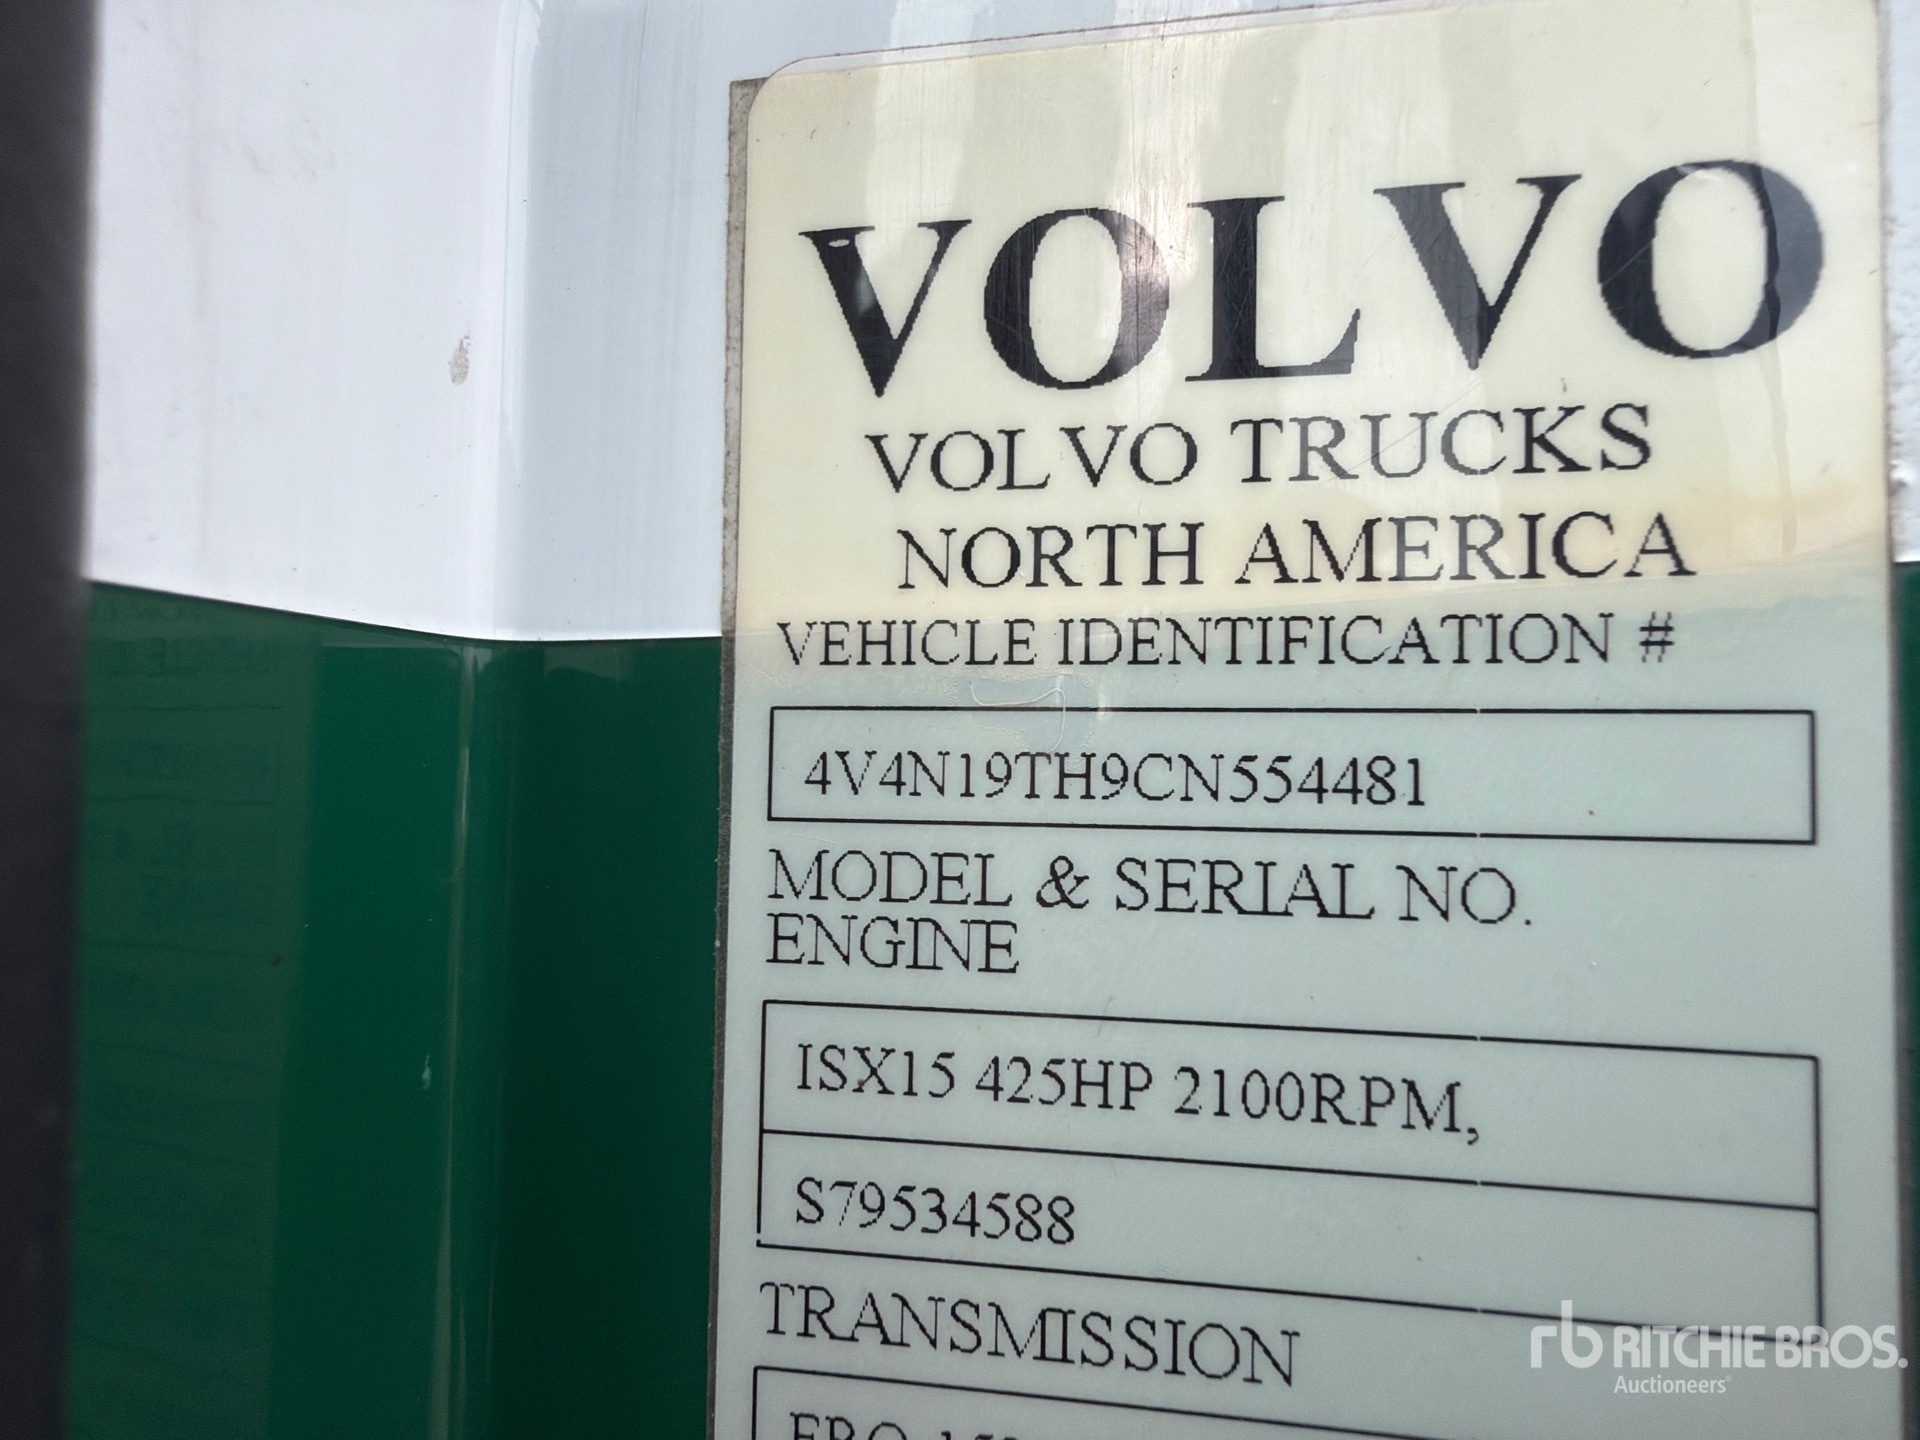 VOLVO
VOLVO TRUCKS
NORTH AMERICA
VEHICLE IDENTIFICATION #
4V4N19TH9CN554481
MODEL & SERIAL NO.
ENGINE
ISX15 425HP 2100RPM,
S79534588
TRANSMISSION
rb RITCHIE BROS.
Auctioneers